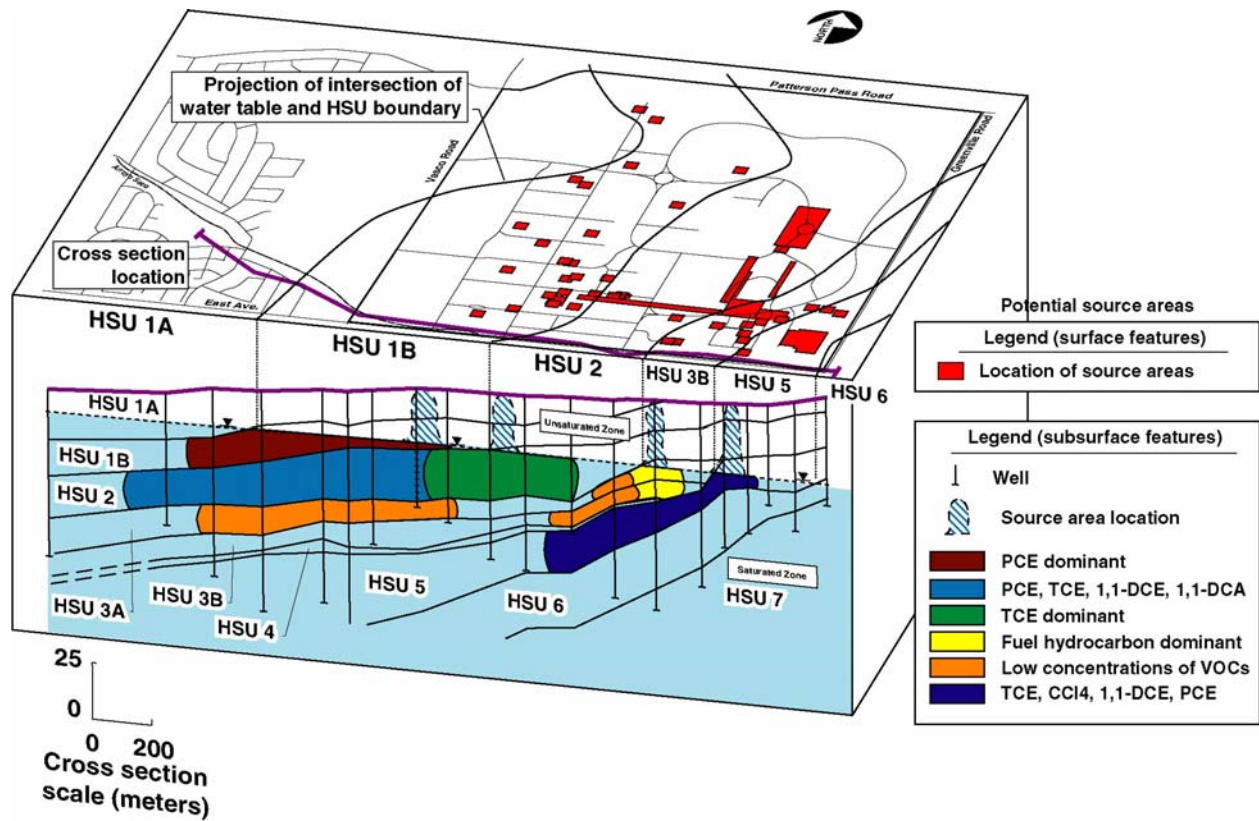 NORTH
Projection of intersection of
water table and HSU boundary
Patterson Pass Road
Greenville Road
Vasco Road
Arroyo Seco
Cross section
location
East Ave.
HSU 1A
HSU 1B
HSU 2
HSU 3B
HSU 5
HSU 6
HSU 1A
Unsaturated Zone
HSU 1B
HSU 2
HSU 3A
HSU 3B
HSU 4
HSU 5
HSU 6
Saturated Zone
HSU 7
25
0
0 200
Cross section
scale (meters)
Potential source areas
Legend (surface features)
Location of source areas
Legend (subsurface features)
Well
Source area location
PCE dominant
PCE, TCE, 1,1-DCE, 1,1-DCA
TCE dominant
Fuel hydrocarbon dominant
Low concentrations of VOCs
TCE, CCl4, 1,1-DCE, PCE